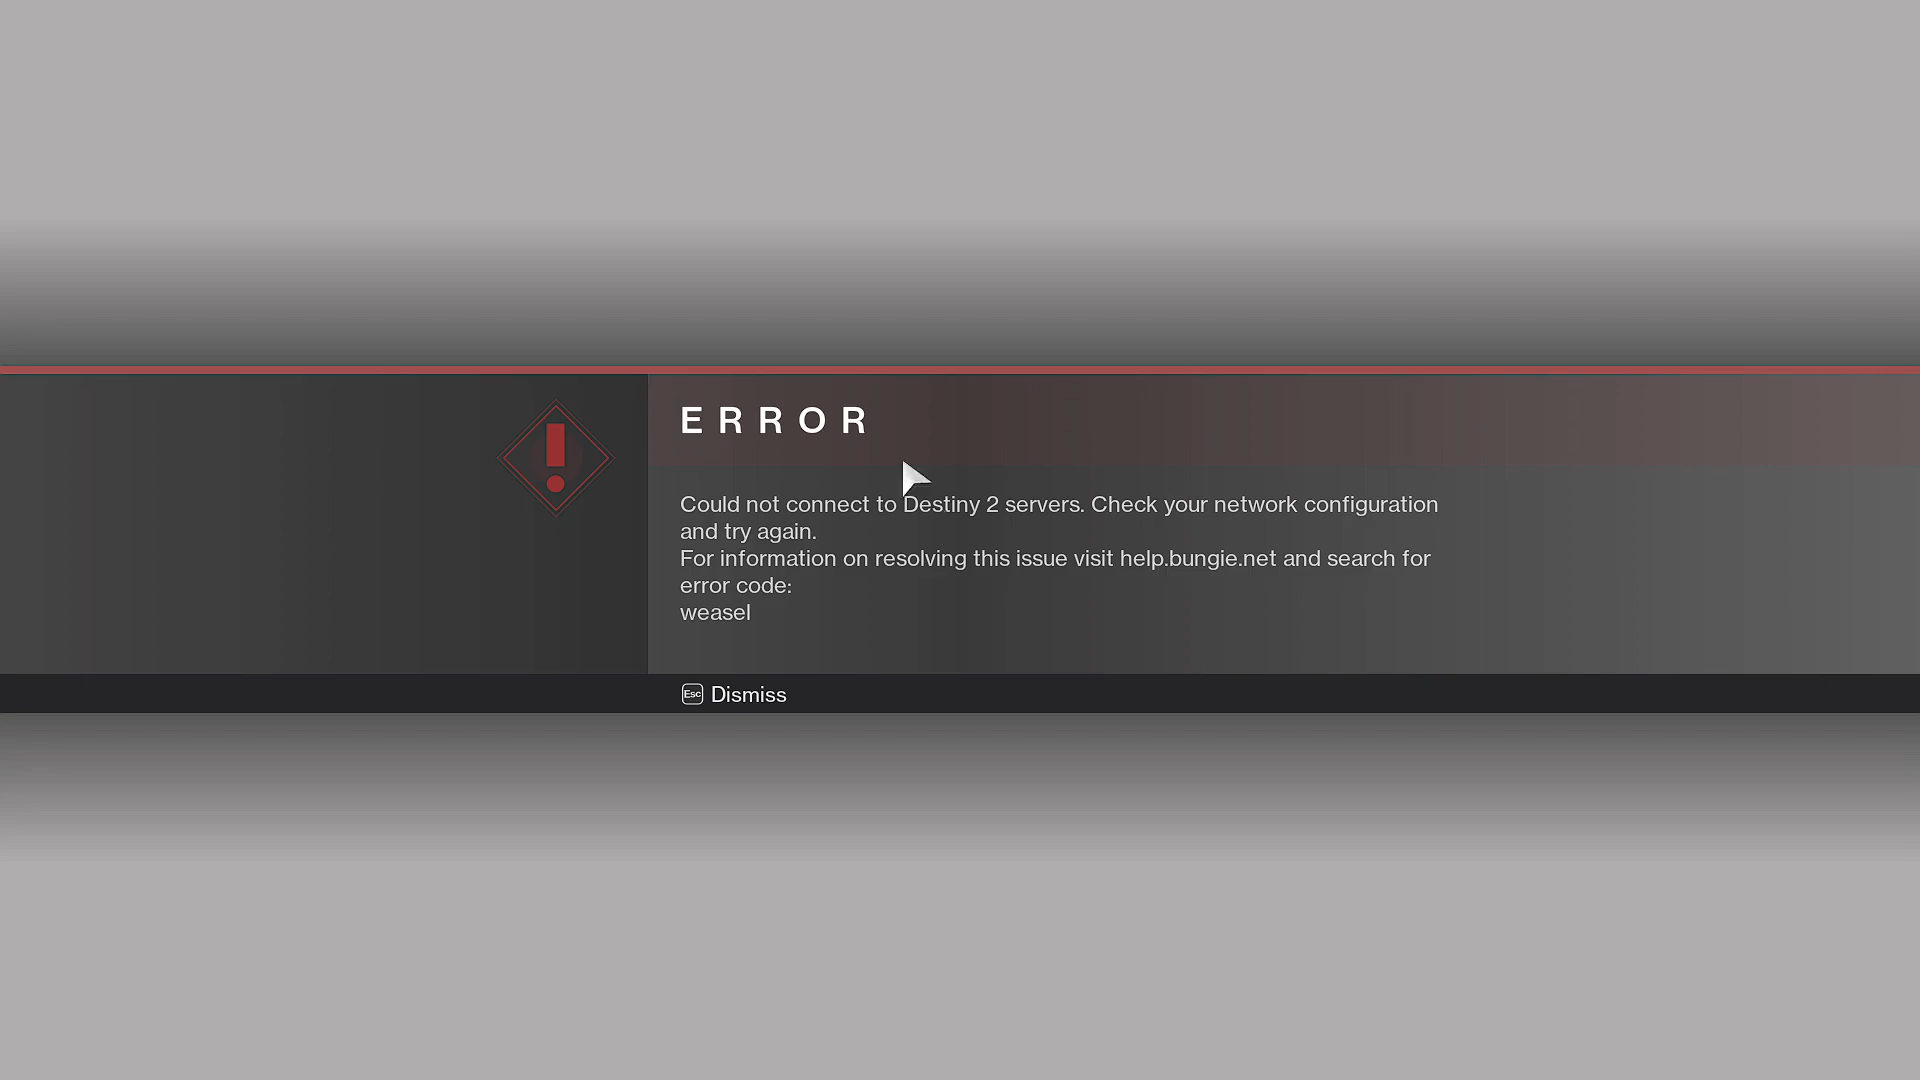 ERROR
Could not connect to Destiny 2 servers. Check your network configuration
and try again.
For information on resolving this issue visit help.bungie.net and search for
error code:
weasel
Esc Dismiss